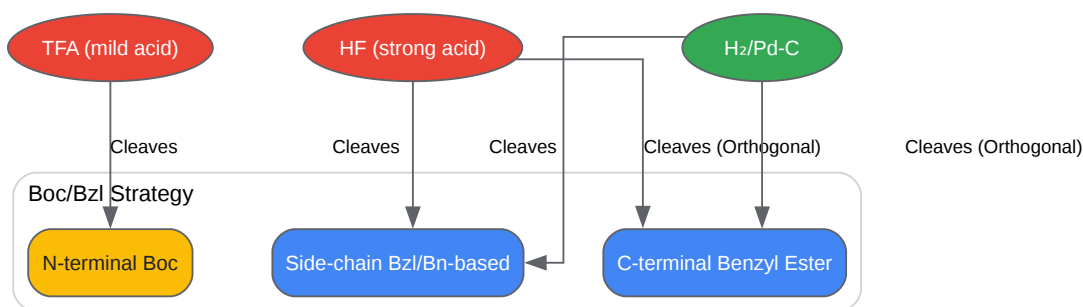 TFA (mild acid)
HF (strong acid)
H₂/Pd-C
Cleaves
Cleaves
Cleaves
Cleaves (Orthogonal)
Cleaves (Orthogonal)
Boc/Bzl Strategy
N-terminal Boc
Side-chain Bzl/Bn-based
C-terminal Benzyl Ester